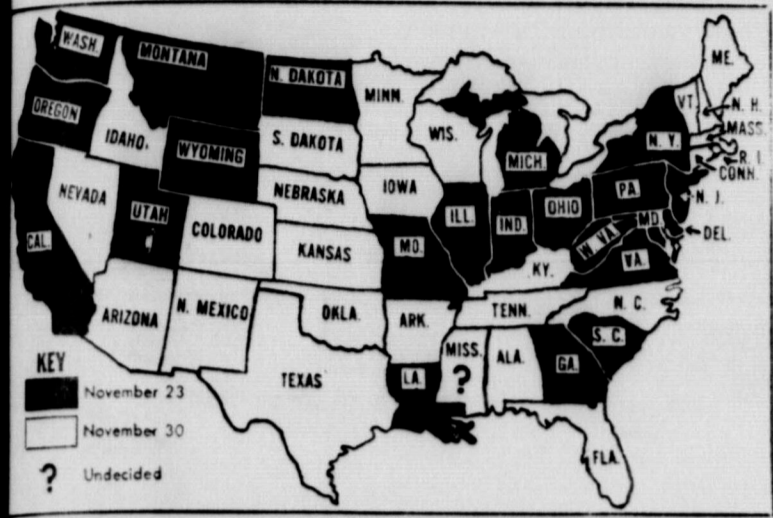 WASH.
MONTANA
N. DAKOTA
MINN.
ME.
VT.
N. H.
MASS.
R. I.
CONN.
OREGON
IDAHO.
WYOMING
S. DAKOTA
WIS.
MICH.
N. Y.
NEVADA
UTAH
NEBRASKA
IOWA
ILL.
IND.
OHIO
PA.
N. J.
MD.
DEL.
CAL.
COLORADO
KANSAS
MO.
KY.
W. VA.
VA.
ARIZONA
N. MEXICO
OKLA.
ARK.
TENN.
N. C.
S. C.
TEXAS
LA.
MISS.
?
ALA.
GA.
FLA.
KEY
November 23
November 30
? Undecided